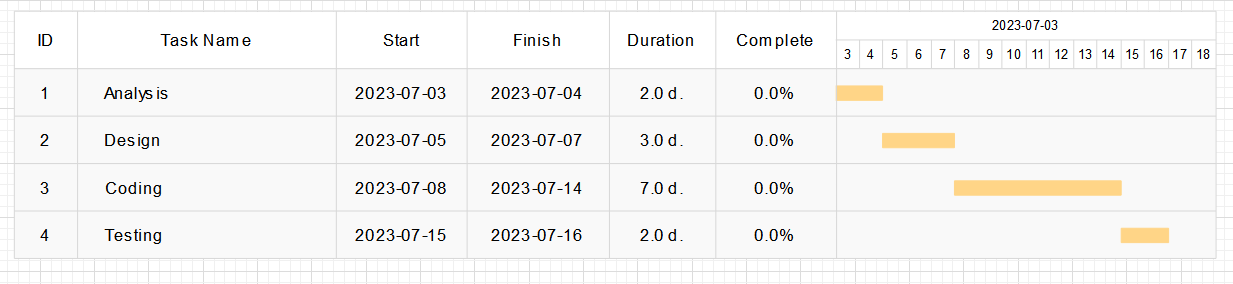 ID Task Name Start Finish Duration Complete 2023-07-03
3 4 5 6 7 8 9 10 11 12 13 14 15 16 17 18
1 Analysis 2023-07-03 2023-07-04 2.0 d. 0.0%
2 Design 2023-07-05 2023-07-07 3.0 d. 0.0%
3 Coding 2023-07-08 2023-07-14 7.0 d. 0.0%
4 Testing 2023-07-15 2023-07-16 2.0 d. 0.0%